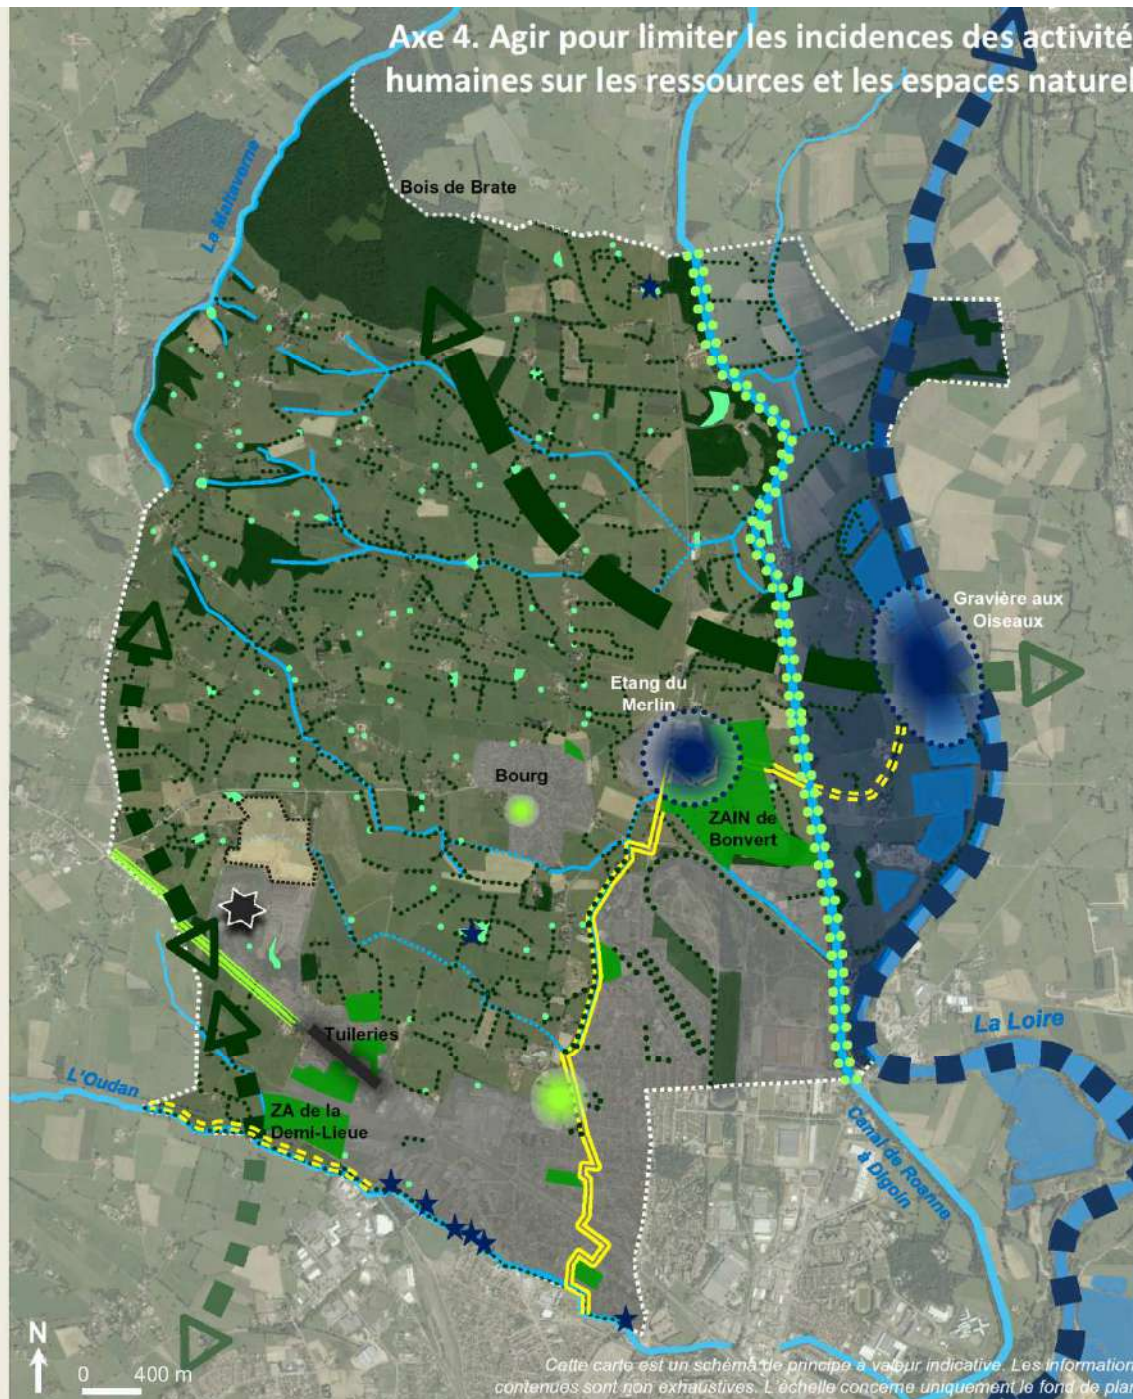 Axe 4. Agir pour limiter les incidences des activité
humaines sur les ressources et les espaces naturel
La Maltaverne
Bois de Brate
Gravière aux
Oiseaux
Etang du
Merlin
Bourg
ZAIN de
Bonvert
Tuileries
La Loire
L'Oudan
ZA de la
Demi-Lieue
Canal de Roanne
à Digoin
N
0 400 m
Cette carte est un schéma de principe à valeur indicative. Les information
contenues sont non exhaustives. L'échelle concerne uniquement le fond de plan